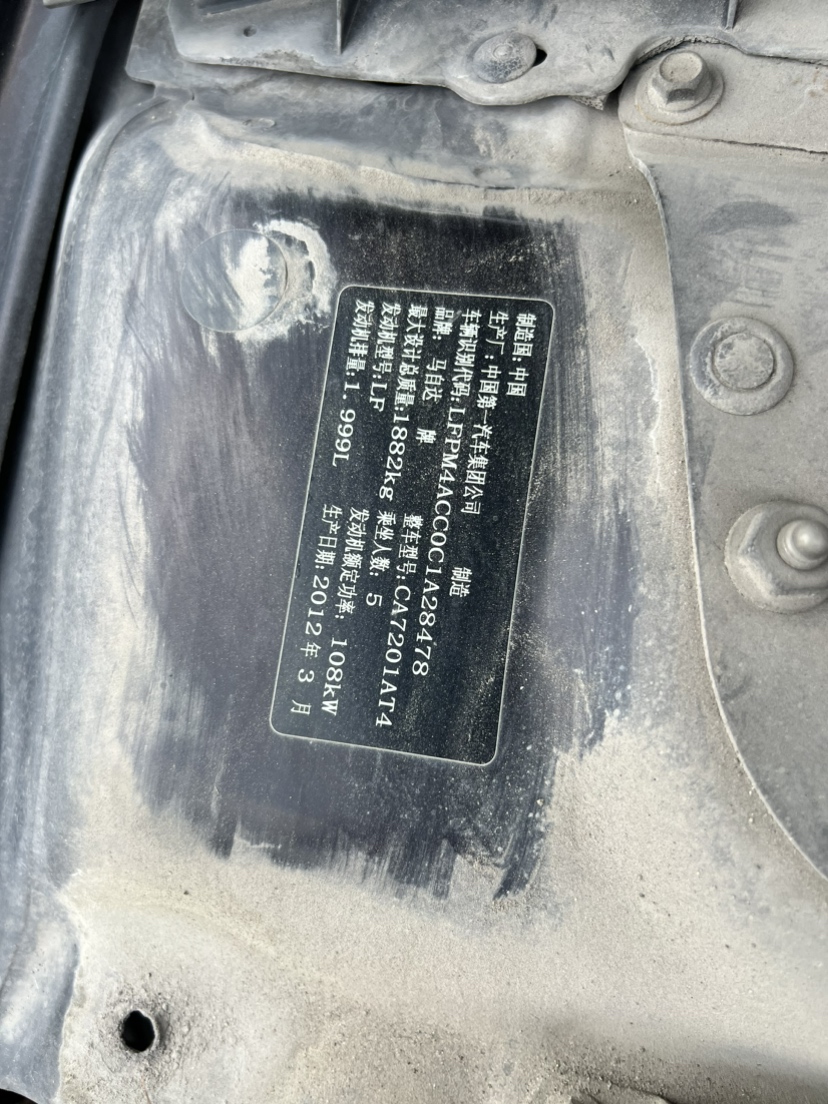 制造国:中国
生产厂:中国第一汽车集团公司 制造
车辆识别代码:LFPM4ACC0C1A28478
品牌: 马自达 牌 整车型号:CA7201AT4
最大设计总质量:1882kg 乘坐人数: 5
发动机型号:LF 发动机额定功率: 108kW
发动机排量:1.999L 生产日期:2012年 3 月